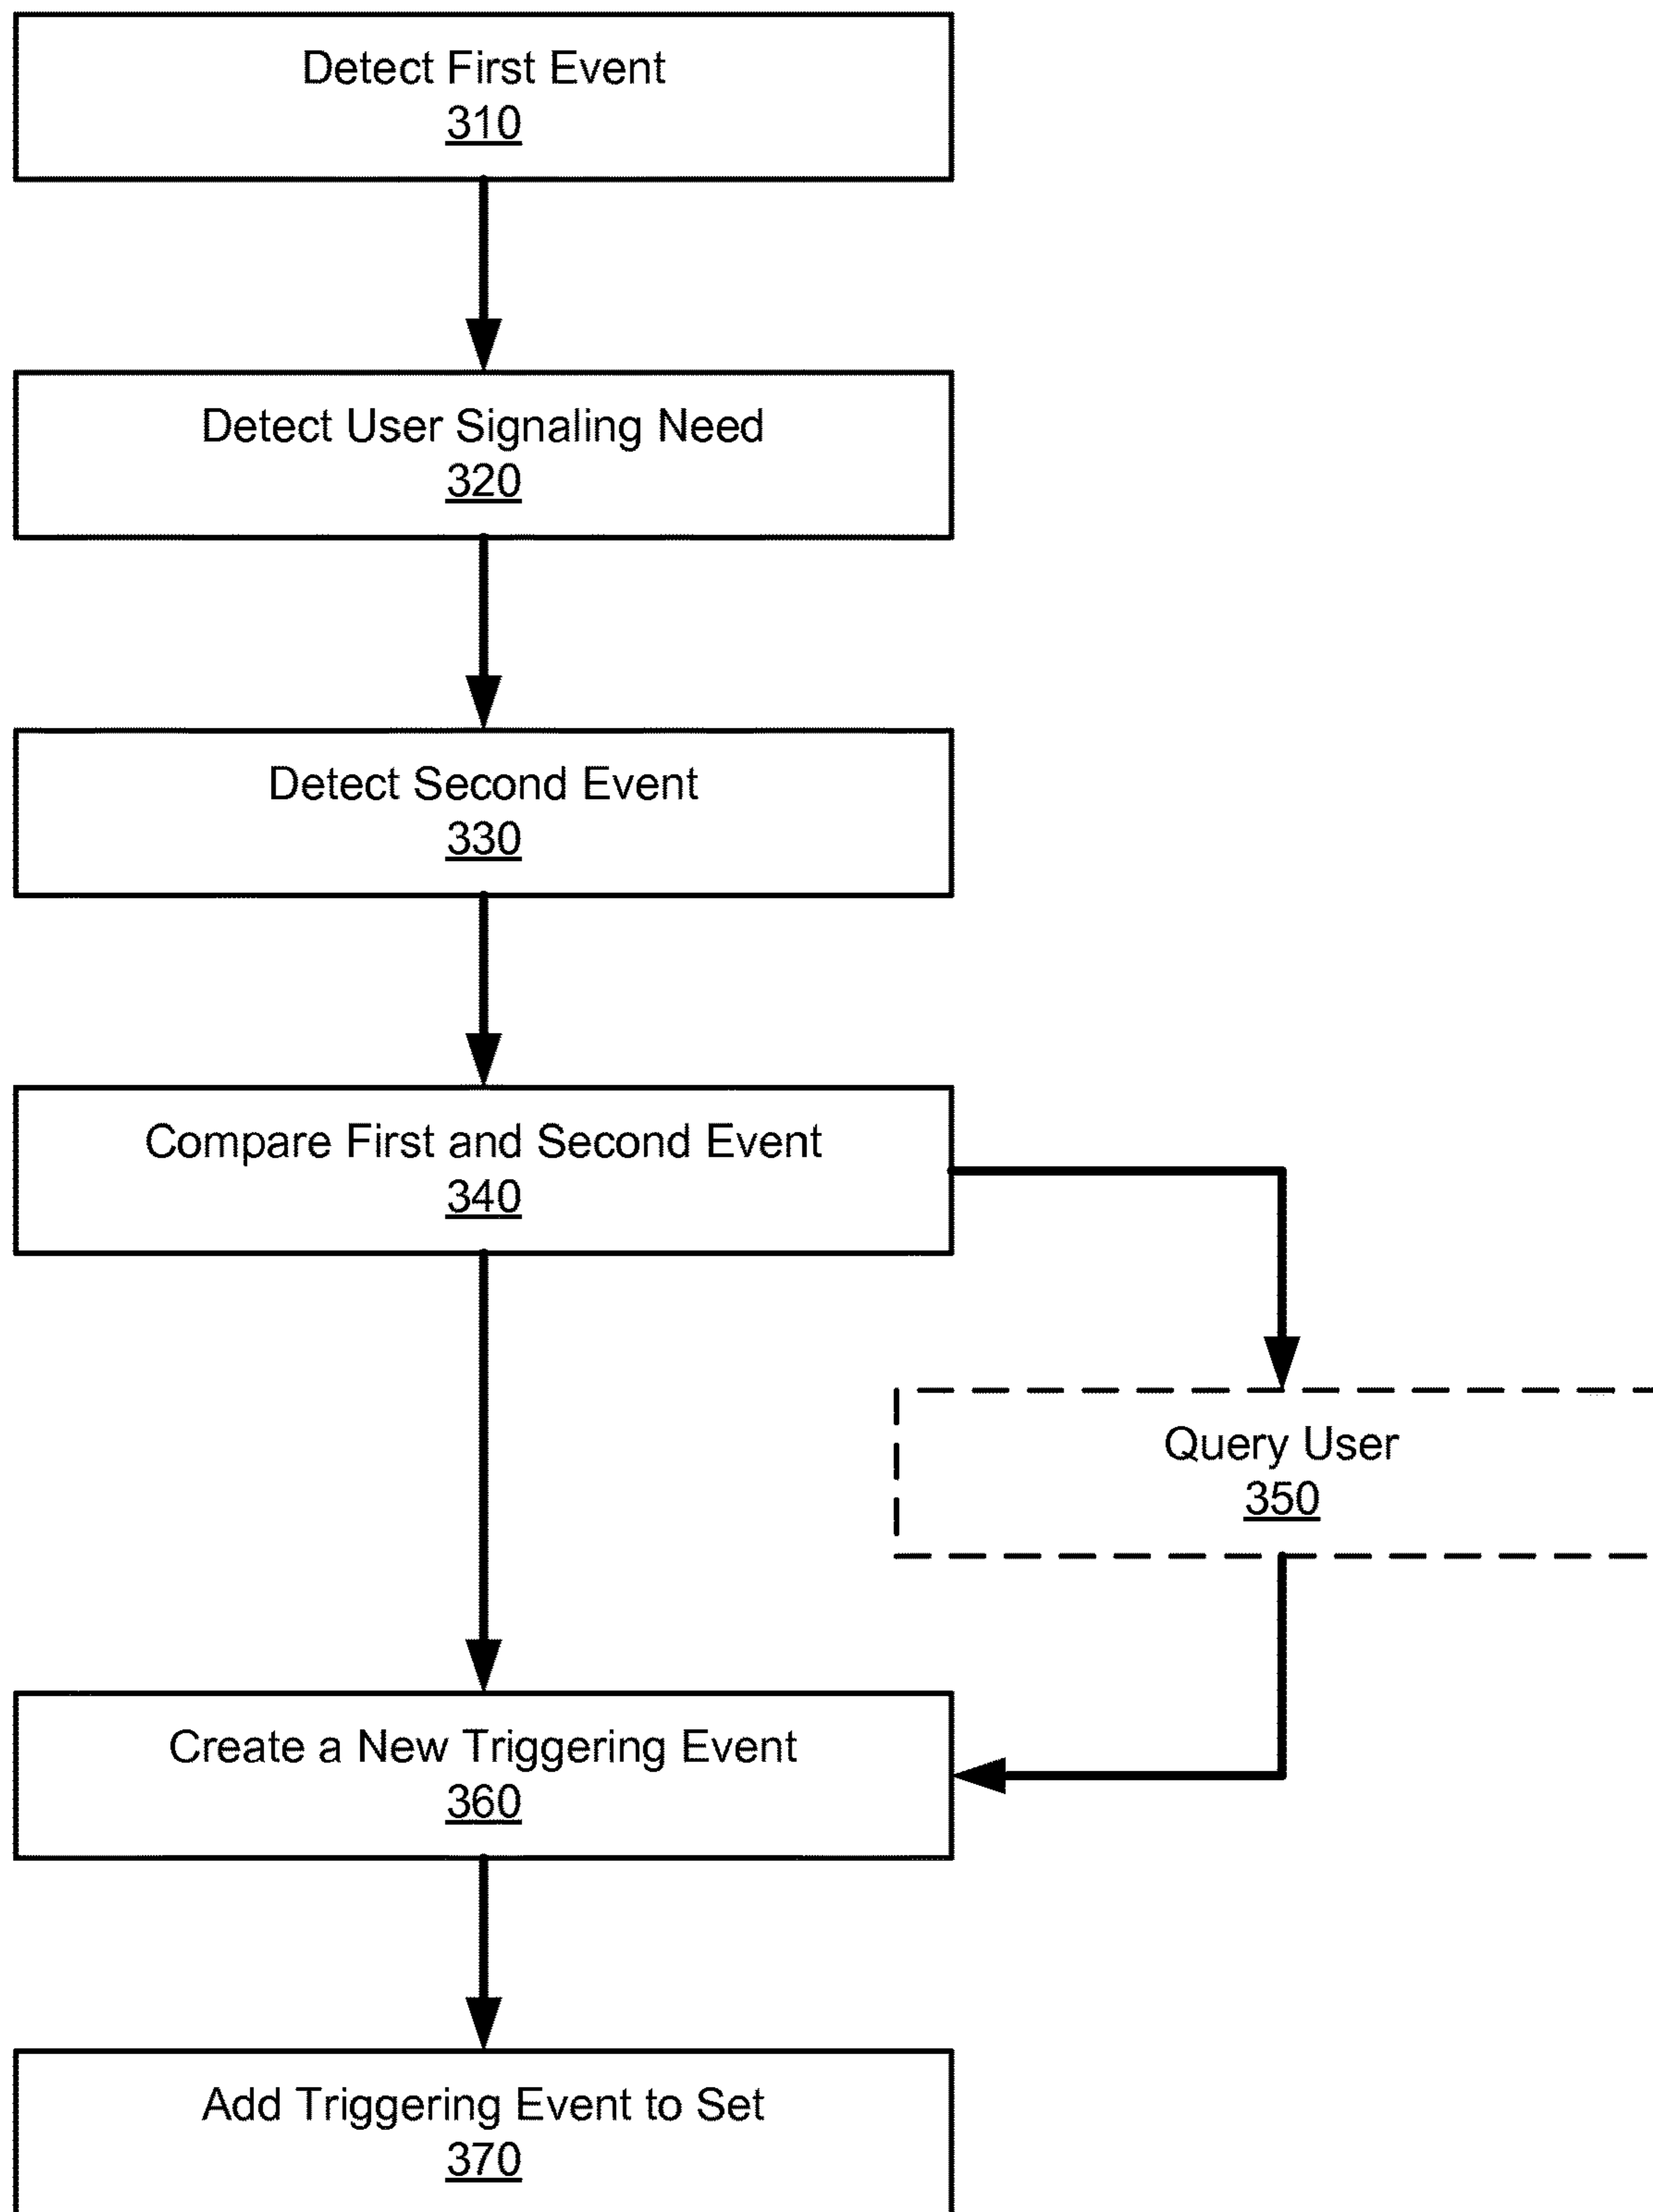 Detect First Event
310
Detect User Signaling Need
320
Detect Second Event
330
Compare First and Second Event
340
Query User
350
Create a New Triggering Event
360
Add Triggering Event to Set
370